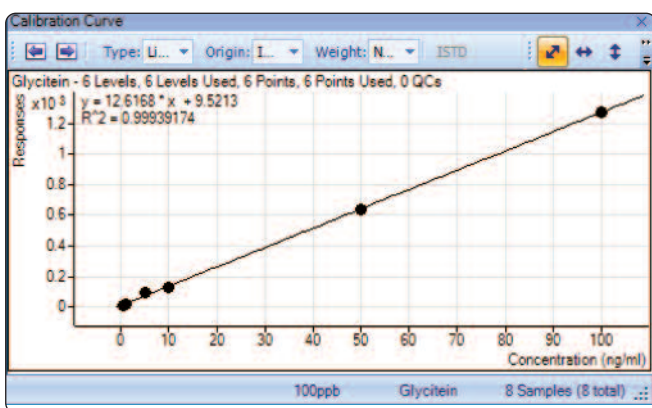 Calibration Curve
Type: Li... Origin: I... Weight: N... ISTD
Glycitein - 6 Levels, 6 Levels Used, 6 Points, 6 Points Used, 0 QCs
x10 3
y = 12.6168 * x + 9.5213
R^2 = 0.99939174
Responses
1.2
1
0.8
0.6
0.4
0.2
0
0 10 20 30 40 50 60 70 80 90 100
Concentration (ng/ml)
100ppb Glycitein 8 Samples (8 total)